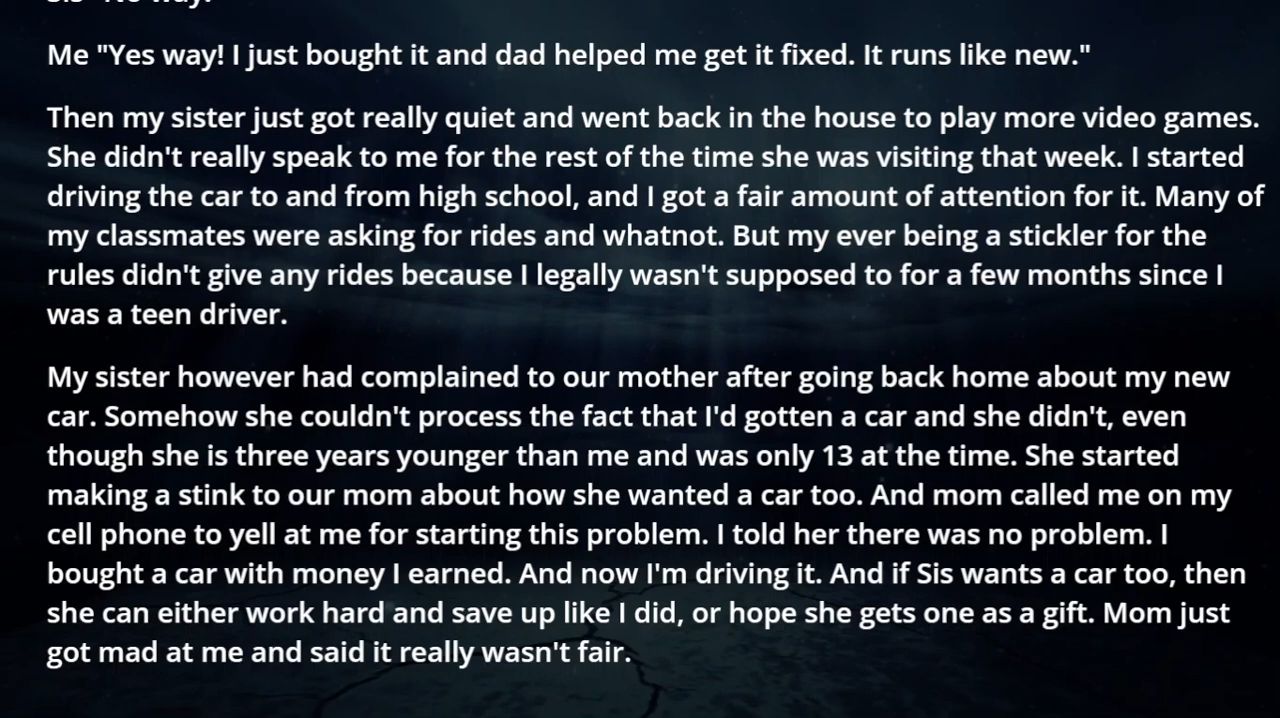 Sis "No way!"
Me "Yes way! I just bought it and dad helped me get it fixed. It runs like new."
Then my sister just got really quiet and went back in the house to play more video games.
She didn't really speak to me for the rest of the time she was visiting that week. I started
driving the car to and from high school, and I got a fair amount of attention for it. Many of
my classmates were asking for rides and whatnot. But my ever being a stickler for the
rules didn't give any rides because I legally wasn't supposed to for a few months since I
was a teen driver.
My sister however had complained to our mother after going back home about my new
car. Somehow she couldn't process the fact that I'd gotten a car and she didn't, even
though she is three years younger than me and was only 13 at the time. She started
making a stink to our mom about how she wanted a car too. And mom called me on my
cell phone to yell at me for starting this problem. I told her there was no problem. I
bought a car with money I earned. And now I'm driving it. And if Sis wants a car too, then
she can either work hard and save up like I did, or hope she gets one as a gift. Mom just
got mad at me and said it really wasn't fair.